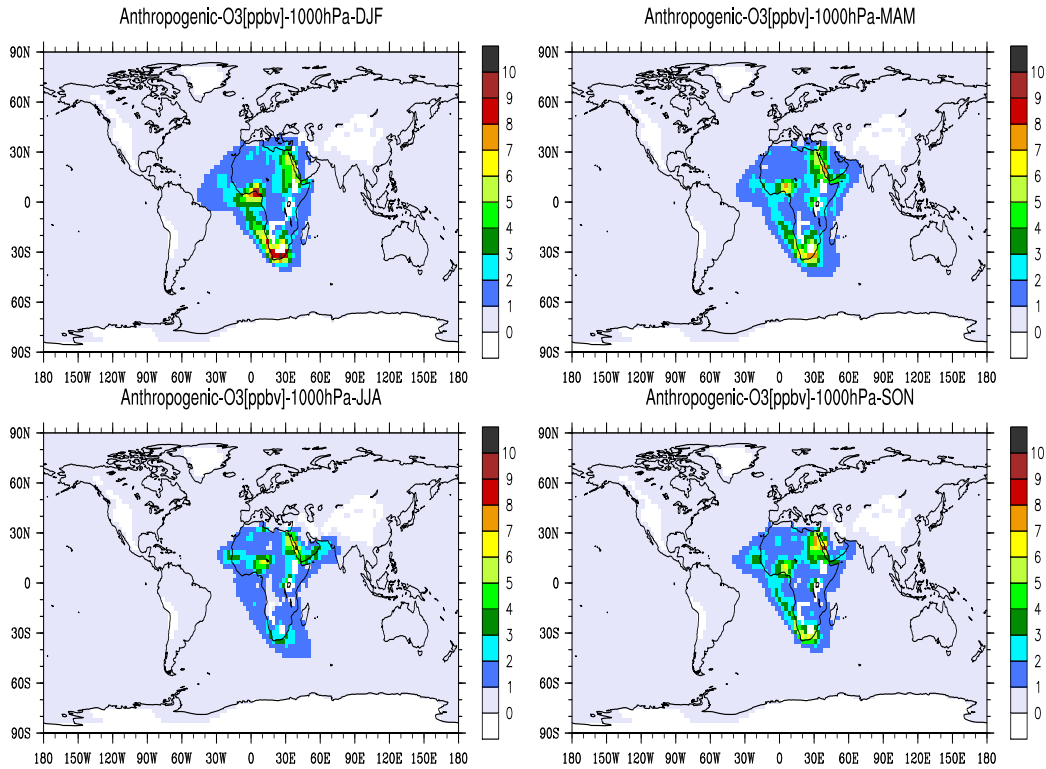 Anthropogenic-O3[ppbv]-1000hPa-DJF
90N
60N
30N
0
30S
60S
90S
180 150W 120W 90W 60W 30W 0 30E 60E 90E 120E 150E 180
10
9
8
7
6
5
4
3
2
1
0
Anthropogenic-O3[ppbv]-1000hPa-MAM
90N
60N
30N
0
30S
60S
90S
180 150W 120W 90W 60W 30W 0 30E 60E 90E 120E 150E 180
10
9
8
7
6
5
4
3
2
1
0
Anthropogenic-O3[ppbv]-1000hPa-JJA
90N
60N
30N
0
30S
60S
90S
180 150W 120W 90W 60W 30W 0 30E 60E 90E 120E 150E 180
10
9
8
7
6
5
4
3
2
1
0
Anthropogenic-O3[ppbv]-1000hPa-SON
90N
60N
30N
0
30S
60S
90S
180 150W 120W 90W 60W 30W 0 30E 60E 90E 120E 150E 180
10
9
8
7
6
5
4
3
2
1
0